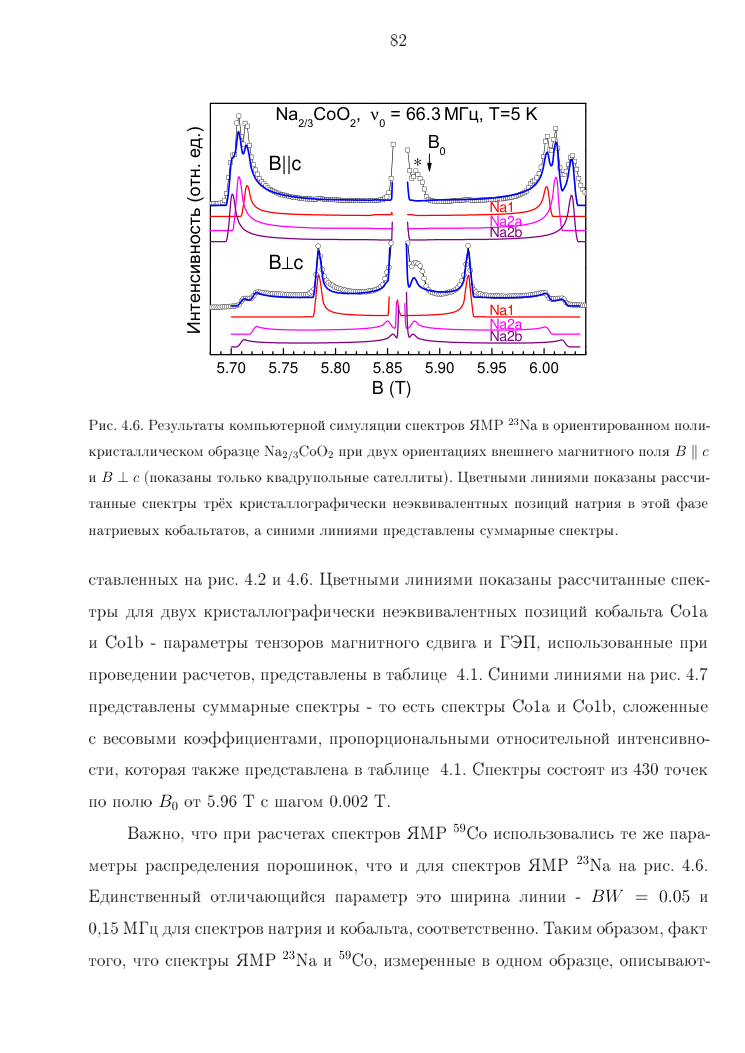 82
Na2/3CoO2, ν0 = 66.3 МГц, T=5 K
B0
*
B||c
Na1
Na2a
Na2b
B⊥c
Na1
Na2a
Na2b
Интенсивность (отн. ед.)
5.70 5.75 5.80 5.85 5.90 5.95 6.00
B (T)
Рис. 4.6. Результаты компьютерной симуляции спектров ЯМР 23Na в ориентированном поли-
кристаллическом образце Na2/3CoO2 при двух ориентациях внешнего магнитного поля B ∥ c
и B ⊥ c (показаны только квадрупольные сателлиты). Цветными линиями показаны рассчи-
танные спектры трёх кристаллографически неэквивалентных позиций натрия в этой фазе
натриевых кобальтатов, а синими линиями представлены суммарные спектры.
ставленных на рис. 4.2 и 4.6. Цветными линиями показаны рассчитанные спек-
тры для двух кристаллографически неэквивалентных позиций кобальта Co1a
и Co1b - параметры тензоров магнитного сдвига и ГЭП, использованные при
проведении расчетов, представлены в таблице 4.1. Синими линиями на рис. 4.7
представлены суммарные спектры - то есть спектры Co1a и Co1b, сложенные
с весовыми коэффициентами, пропорциональными относительной интенсивно-
сти, которая также представлена в таблице 4.1. Спектры состоят из 430 точек
по полю B0 от 5.96 Т с шагом 0.002 Т.
Важно, что при расчетах спектров ЯМР 59Co использовались те же пара-
метры распределения порошинок, что и для спектров ЯМР 23Na на рис. 4.6.
Единственный отличающийся параметр это ширина линии - BW = 0.05 и
0,15 МГц для спектров натрия и кобальта, соответственно. Таким образом, факт
того, что спектры ЯМР 23Na и 59Co, измеренные в одном образце, описывают-